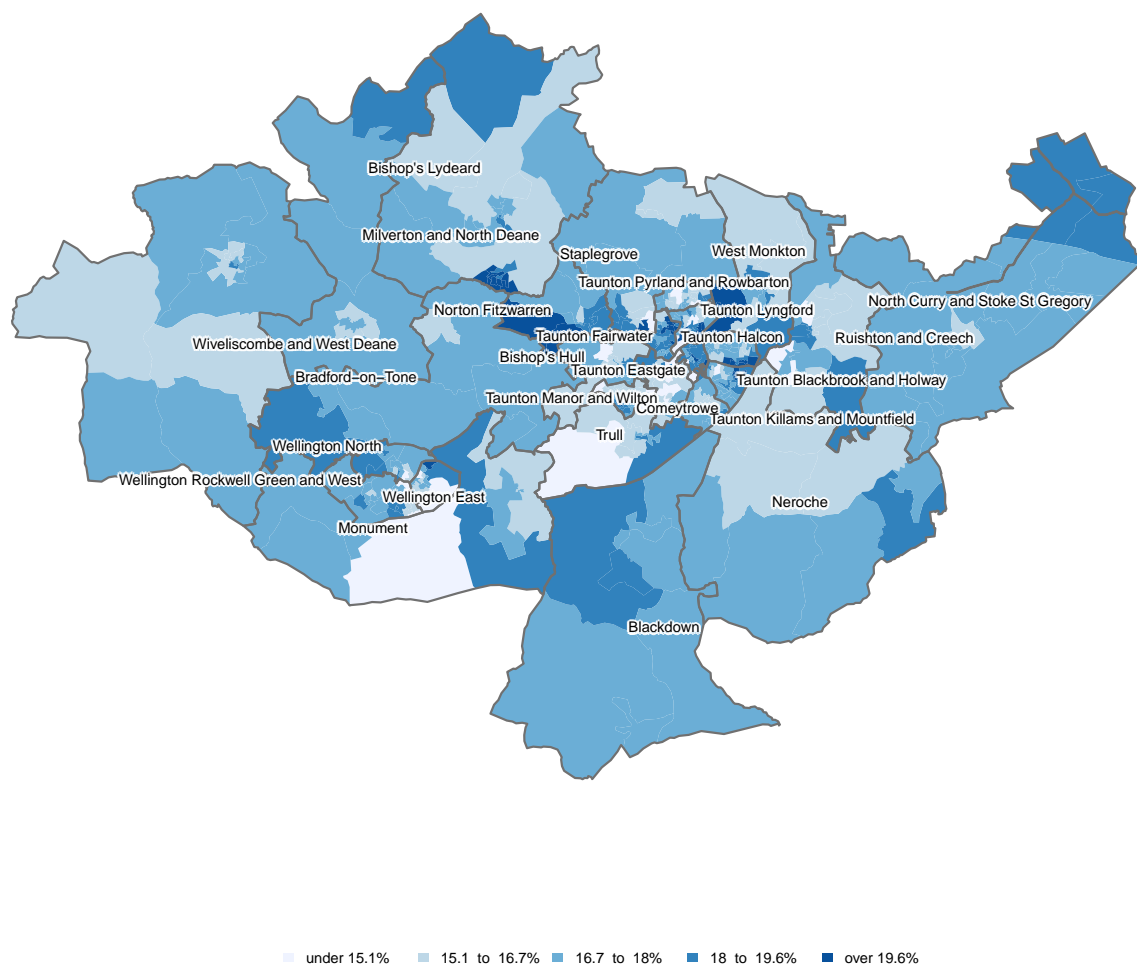 Bishop's Lydeard
Milverton and North Deane
Staplegrove
West Monkton
Taunton Pyrland and Rowbarton
North Curry and Stoke St Gregory
Norton Fitzwarren
Taunton Lyngford
Taunton Fairwater
Taunton Halcon
Ruishton and Creech
Wiveliscombe and West Deane
Bishop's Hull
Taunton Eastgate
Bradford−on−Tone
Taunton Blackbrook and Holway
Taunton Manor and Wilton
Comeytrowe
Taunton Killams and Mountfield
Trull
Wellington North
Wellington Rockwell Green and West
Wellington East
Neroche
Monument
Blackdown
under 15.1%
15.1 to 16.7%
16.7 to 18%
18 to 19.6%
over 19.6%